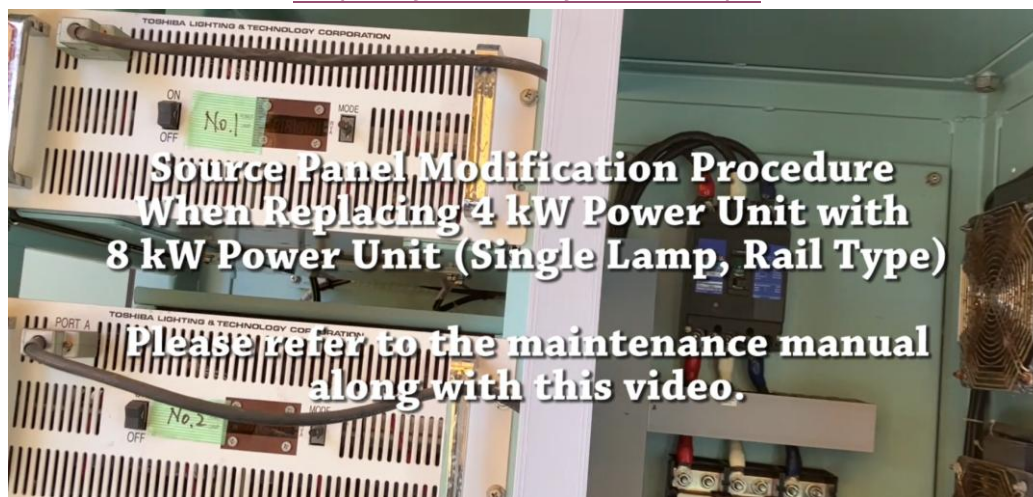 TOSHIBA LIGHTING & TECHNOLOGY CORPORATION
ON
OFF
No.1
MODE
Source Panel Modification Procedure
When Replacing 4 kW Power Unit with
8 kW Power Unit (Single Lamp, Rail Type)
TOSHIBA LIGHTING & TECHNOLOGY CORPORATION
PORT A
Please refer to the maintenance manual
along with this video.
OFF
No.2
MODE